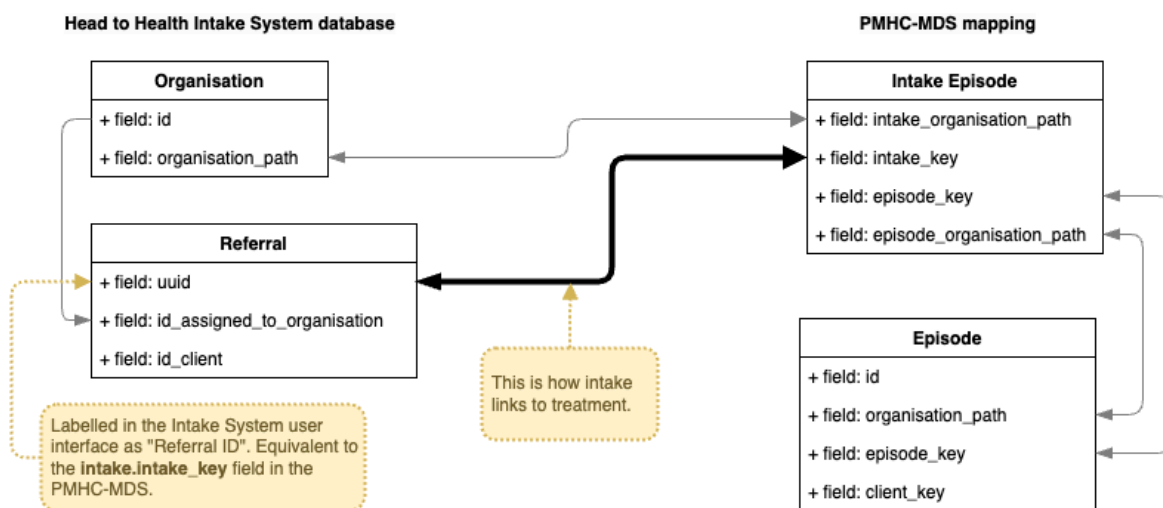 Head to Health Intake System database
PMHC-MDS mapping
Organisation
+ field: id
+ field: organisation_path
Referral
+ field: uuid
+ field: id_assigned_to_organisation
+ field: id_client
Labelled in the Intake System user
interface as "Referral ID". Equivalent to
the intake.intake_key field in the
PMHC-MDS.
This is how intake
links to treatment.
Intake Episode
+ field: intake_organisation_path
+ field: intake_key
+ field: episode_key
+ field: episode_organisation_path
Episode
+ field: id
+ field: organisation_path
+ field: episode_key
+ field: client_key